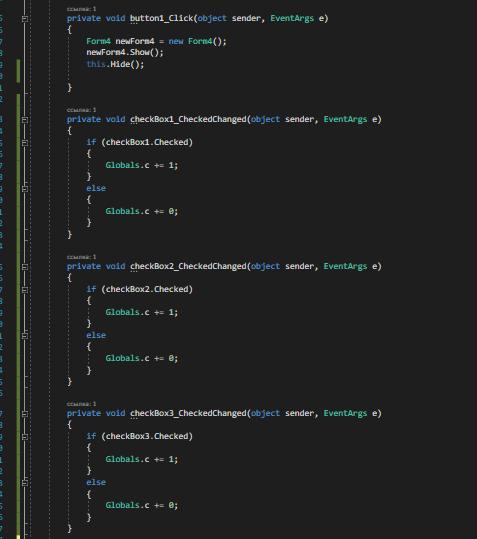 ссылка: 1
private void button1_Click(object sender, EventArgs e)
{
Form4 newForm4 = new Form4();
newForm4.Show();
this.Hide();
}
ссылка: 1
private void checkBox1_CheckedChanged(object sender, EventArgs e)
{
if (checkBox1.Checked)
{
Globals.c += 1;
}
else
{
Globals.c += 0;
}
}
ссылка: 1
private void checkBox2_CheckedChanged(object sender, EventArgs e)
{
if (checkBox2.Checked)
{
Globals.c += 1;
}
else
{
Globals.c += 0;
}
}
ссылка: 1
private void checkBox3_CheckedChanged(object sender, EventArgs e)
{
if (checkBox3.Checked)
{
Globals.c += 1;
}
else
{
Globals.c += 0;
}
}